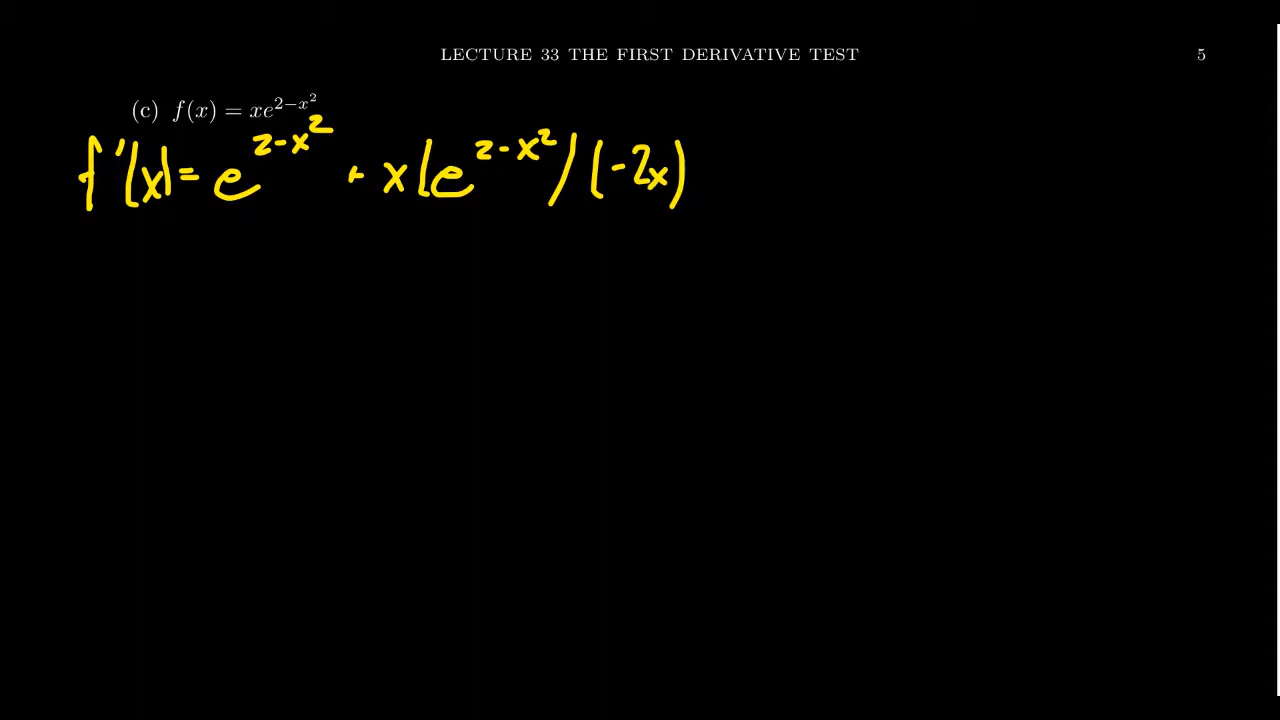 LECTURE 33 THE FIRST DERIVATIVE TEST 5
(c) f(x) = xe^{2−x^2}
f'(x) = e^{2-x^2} + x(e^{2-x^2})(-2x)